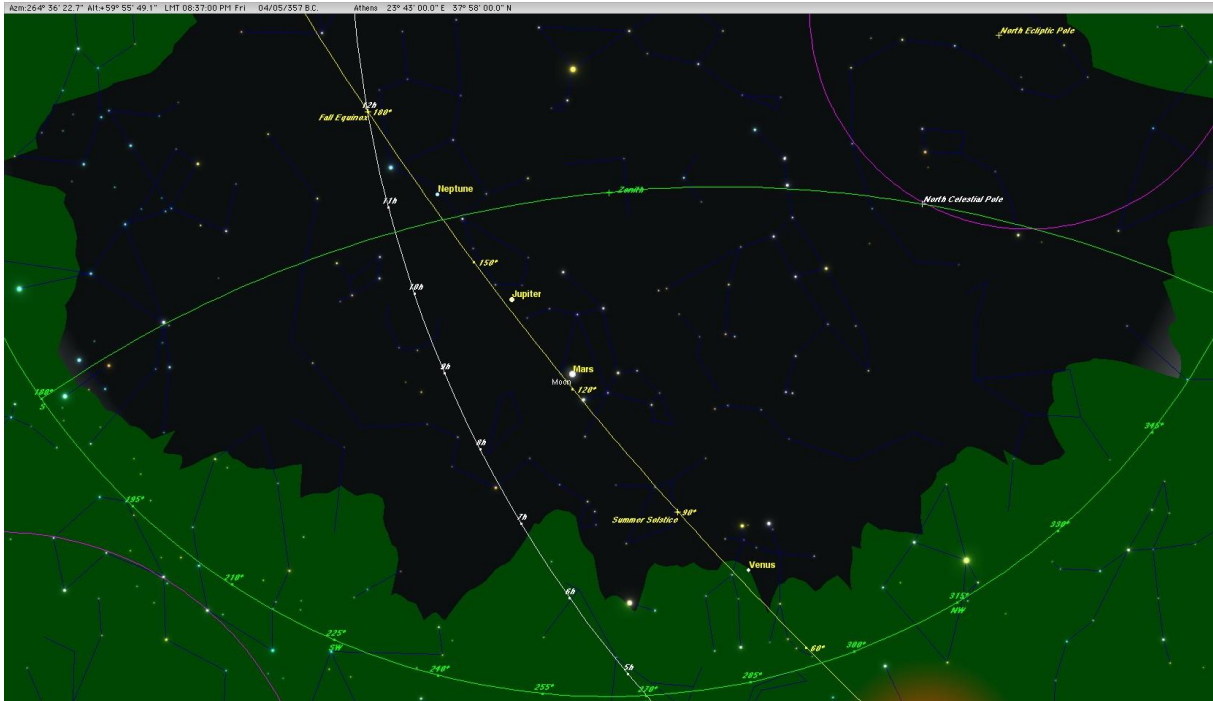 Azm:264° 36' 22.7" Alt:+59° 55' 49.1" LMT 08:37:00 PM Fri 04/05/357 B.C. Athens 23° 43' 00.0" E 37° 58' 00.0" N
North Ecliptic Pole
12h
180°
Fall Equinox
Neptune
Zenith
11h
North Celestial Pole
150°
10h
Jupiter
9h
Mars
Moon
120°
180°
S
345°
8h
195°
7h
Summer Solstice
90°
330°
Venus
210°
6h
315°
NW
225°
SW
60°
300°
240°
5h
255°
270°
285°